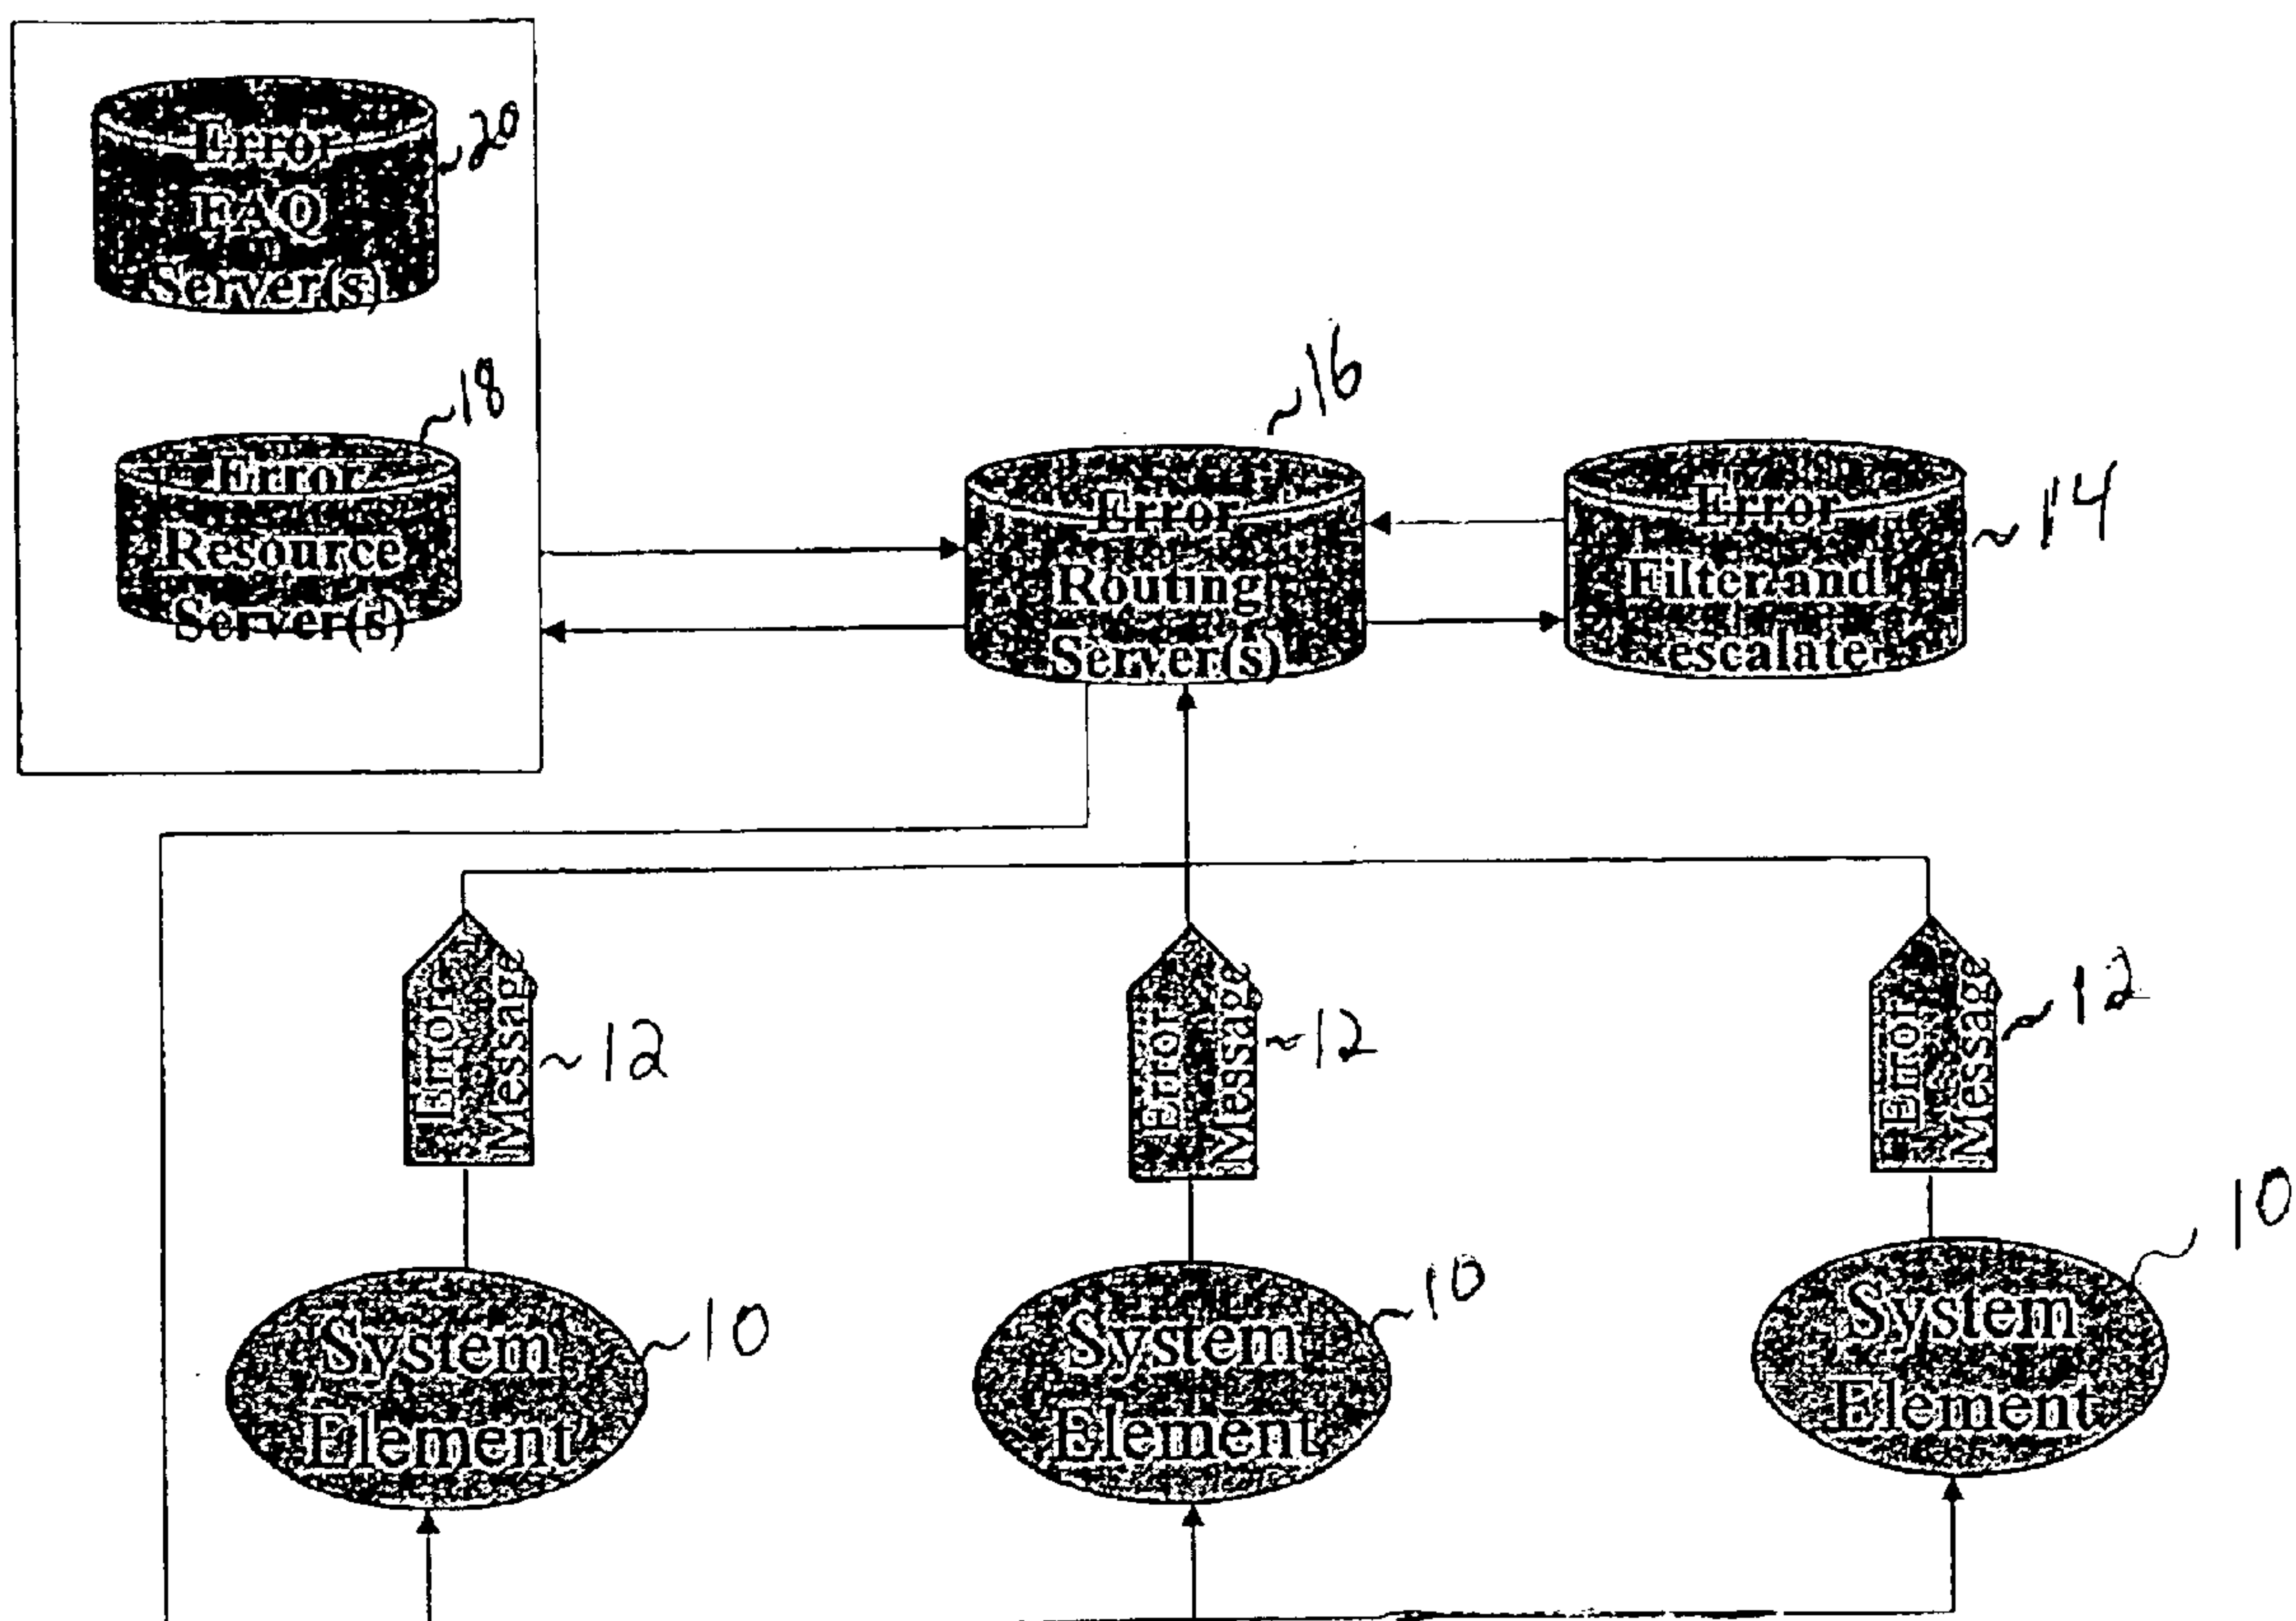 Error
FAQ
Server(s)
20
Error
Resource
Server(s)
18
Error
Routing
Server(s)
16
Error
Filter and
escalate
14
Error
Message
12
Error
Message
12
Error
Message
12
System
Element
10
System
Element
10
System
Element
10